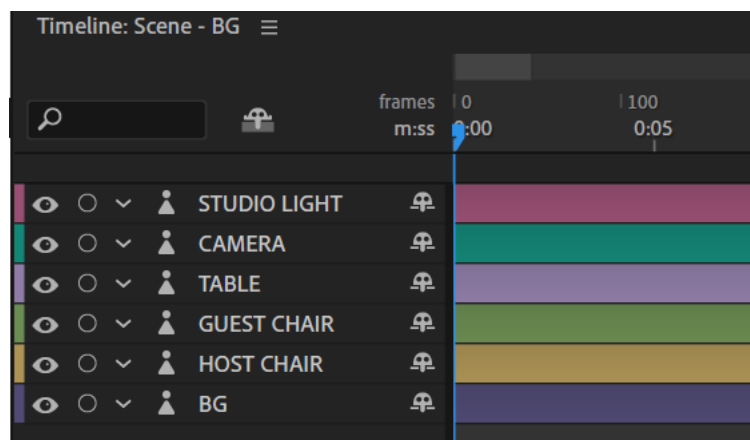 Timeline: Scene - BG
frames 0 100
m:ss 0:00 0:05
STUDIO LIGHT
CAMERA
TABLE
GUEST CHAIR
HOST CHAIR
BG